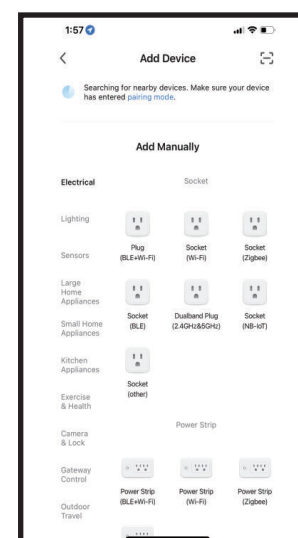 1:57
Add Device
Searching for nearby devices. Make sure your device
has entered pairing mode.
Add Manually
Electrical
Lighting
Sensors
Large
Home
Appliances
Small Home
Appliances
Kitchen
Appliances
Exercise
& Health
Camera
& Lock
Gateway
Control
Outdoor
Travel
Socket
Plug
(BLE+Wi-Fi)
Socket
(Wi-Fi)
Socket
(Zigbee)
Socket
(BLE)
Dualband Plug
(2.4GHz&5GHz)
Socket
(NB-IoT)
Socket
(other)
Power Strip
Power Strip
(BLE+Wi-Fi)
Power Strip
(Wi-Fi)
Power Strip
(Zigbee)